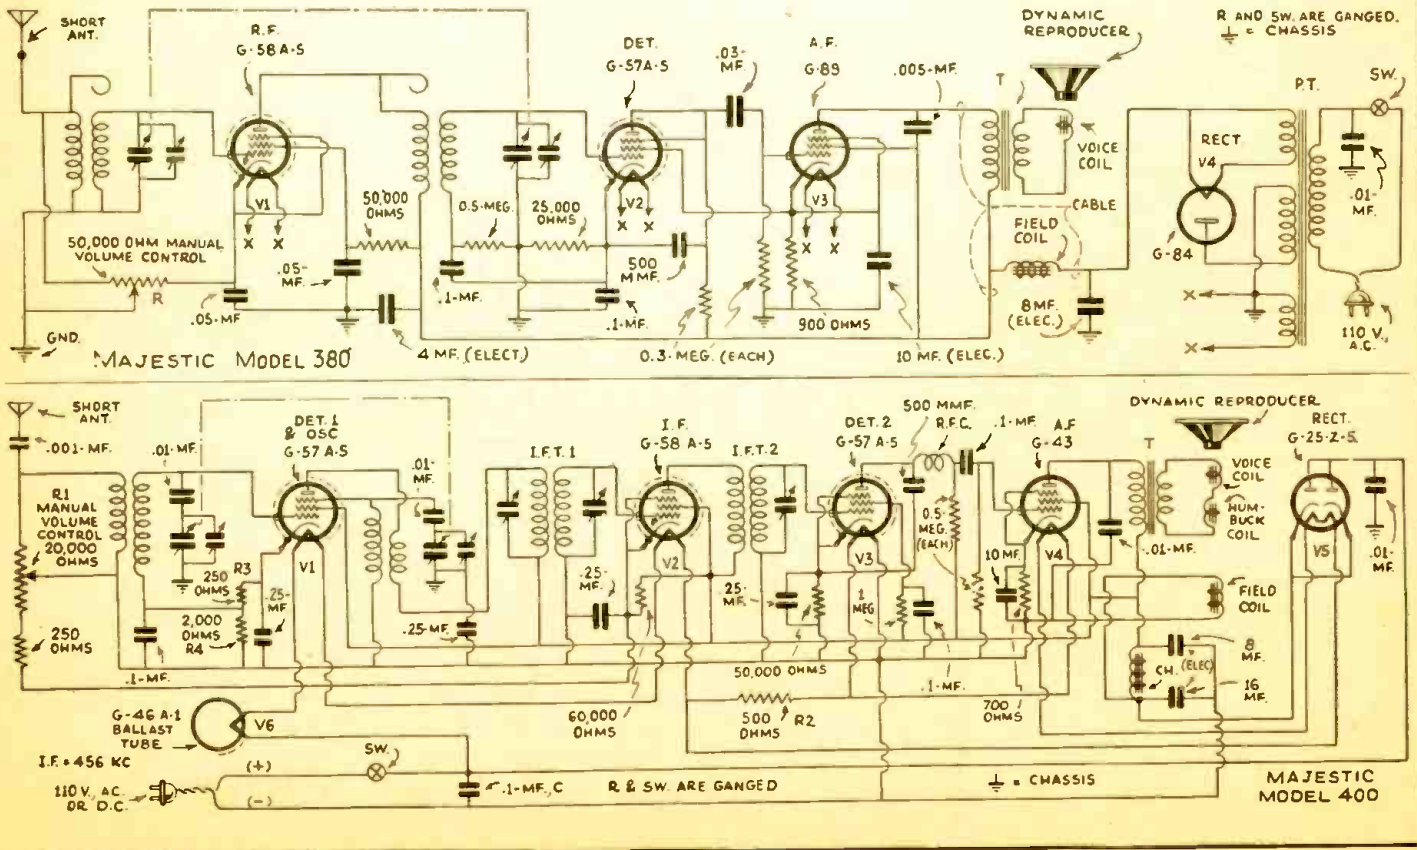 SHORT
ANT.
R.F.
G-58 A-S
DET.
G-57A-S
.03-
MF.
A.F.
G-89
.005-MF.
DYNAMIC
REPRODUCER
T
R AND SW. ARE GANGED.
= CHASSIS
P.T.
SW.
VOICE
COIL
RECT.
V4
.01-
MF.
V1
X X
50,000
OHMS
0.5-MEG.
25,000
OHMS
V2
X X
V3
X X
CABLE
FIELD
COIL
G-84
50,000 OHM MANUAL
VOLUME CONTROL
R
.05-
MF.
.05-MF
.1-MF.
500
MMF.
.1-MF.
900 OHMS
8 MF.
(ELEC.)
X
X
110 V.,
A.C.
GND.
MAJESTIC MODEL 380
4 MF. (ELECT.)
0.3-MEG. (EACH)
10 MF. (ELEC.)
SHORT
ANT.
.001-MF.
.01-MF.
DET. 1
& OSC
G-57 A-S
.01-
MF.
I.F.T. 1
I.F.
G-58 A-S
I.F.T. 2
DET. 2
G-57 A-S
500 MMF.
R.F.C.
.1-MF.
A.F
G-43
DYNAMIC REPRODUCER
T
RECT.
G-25-Z-5.
VOICE
COIL
HUM-
BUCK
COIL
R1
MANUAL
VOLUME
CONTROL
20,000
OHMS
250
OHMS
R3
V1
.25-
MF
2,000
OHMS
R4
250
OHMS
.1-MF.
.25-MF.
.25-
MF.
V2
.25-
MF.
V3
1
MEG
0.5-
MEG.
(EACH)
10 MF.
V4
.01-MF.
V5
.01-
MF.
FIELD
COIL
8
MF.
CH.
(ELEC)
16
MF.
50,000 OHMS
.1-MF.
700
OHMS
60,000
OHMS
500
OHMS
R2
G-46 A-1
BALLAST
TUBE
V6
I.F. = 456 KC
110 V., A.C.
OR D.C.
(+)
(-)
SW.
.1-MF., C
R & SW. ARE GANGED
= CHASSIS
MAJESTIC
MODEL 400